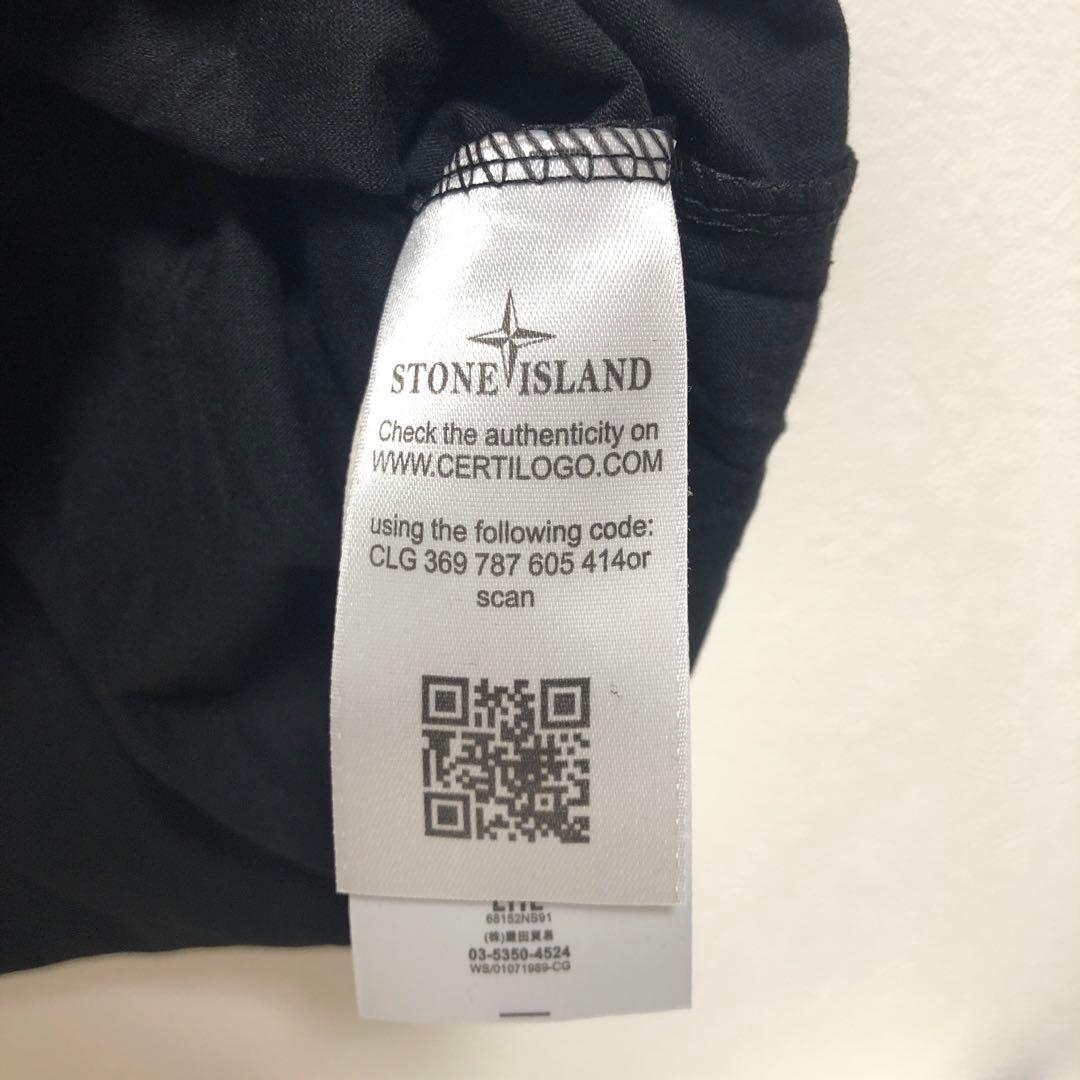 STONE ISLAND
Check the authenticity on
WWW.CERTILOGO.COM
using the following code:
CLG 369 787 605 414or
scan
68152NS91
(株)豊田貿易
03-5350-4524
WS/01071989-CG